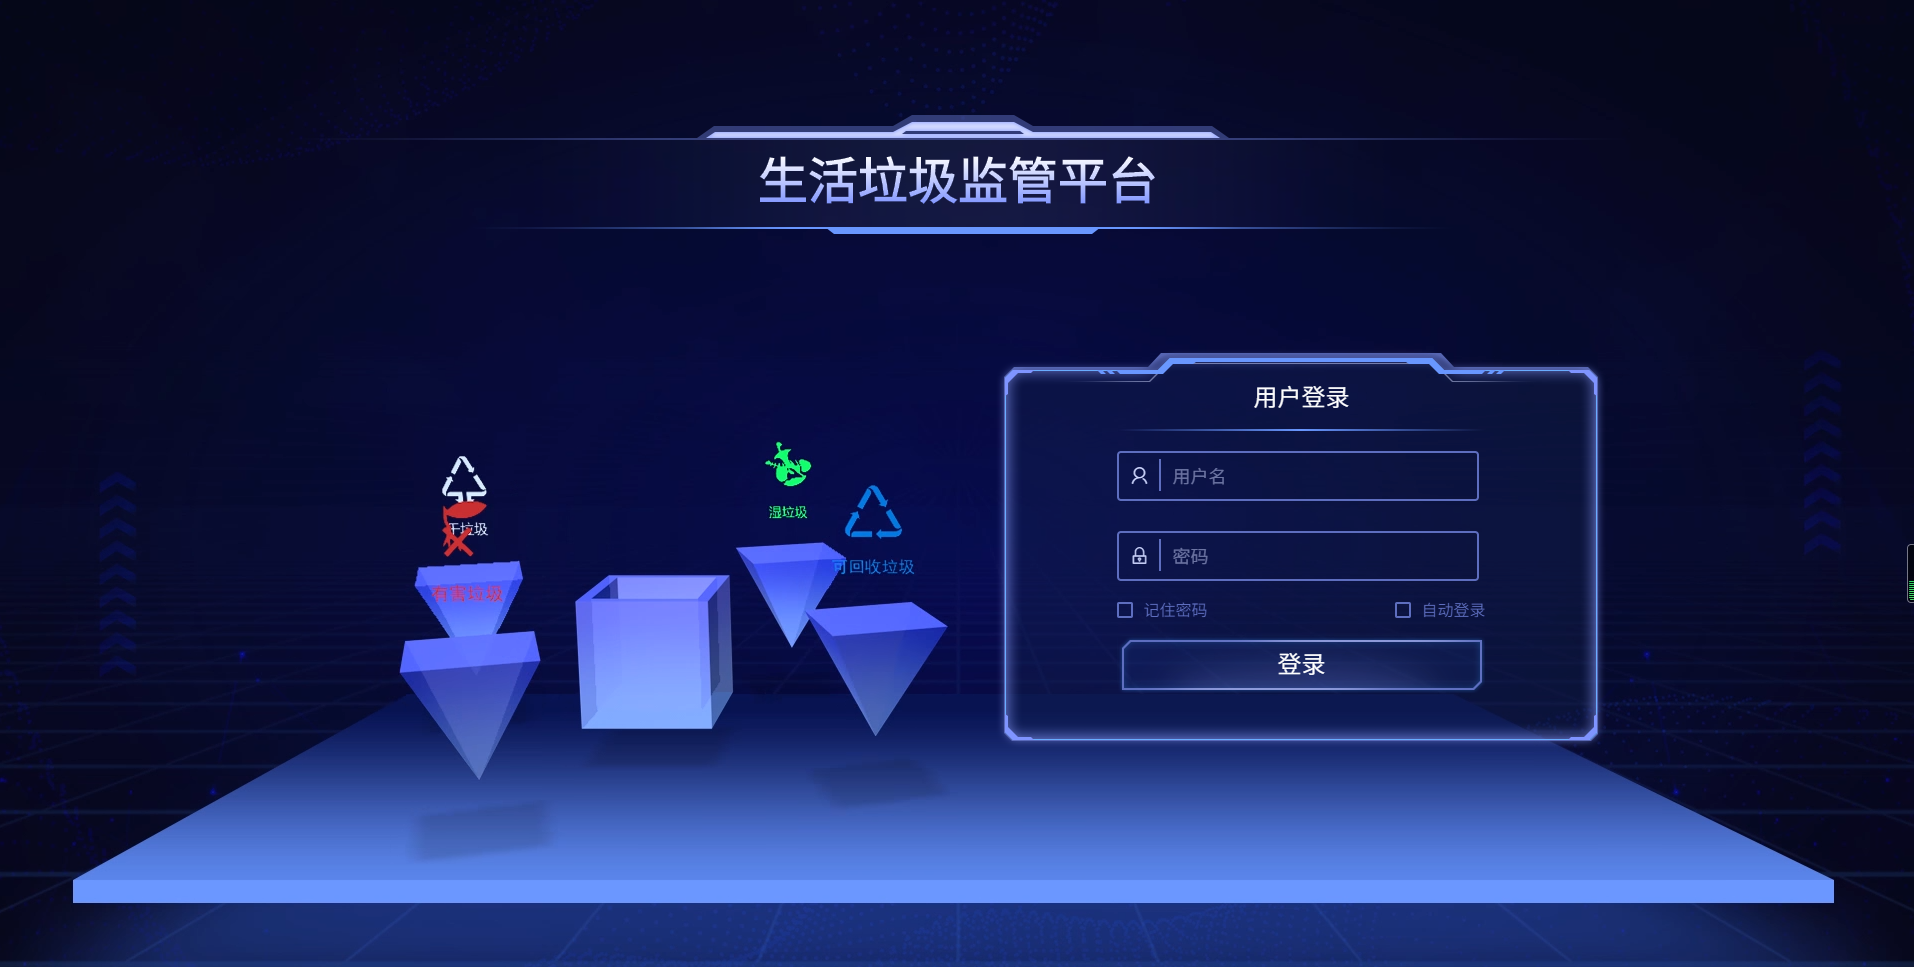 生活垃圾监管平台
用户登录
用户名
密码
记住密码
自动登录
登录
湿垃圾
干垃圾
可回收垃圾
有害垃圾